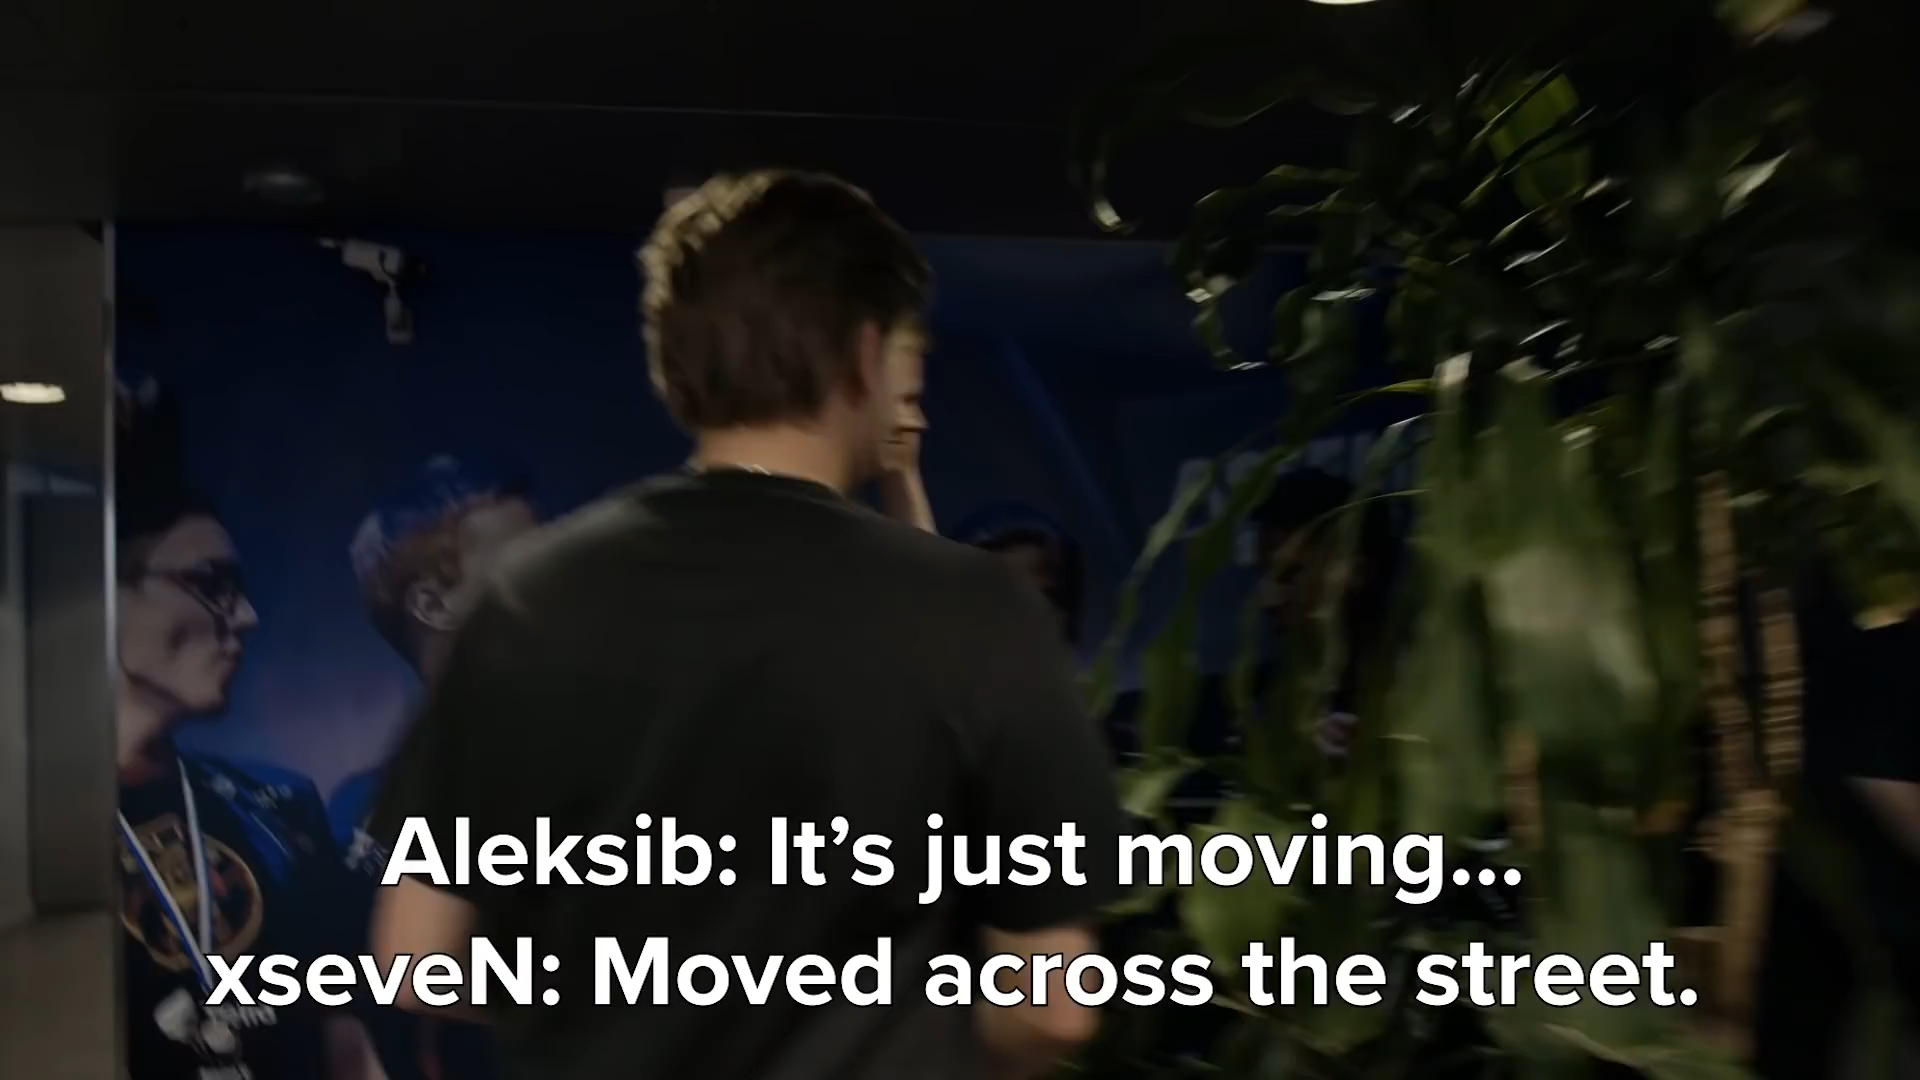 Aleksib: It’s just moving...
xseveN: Moved across the street.